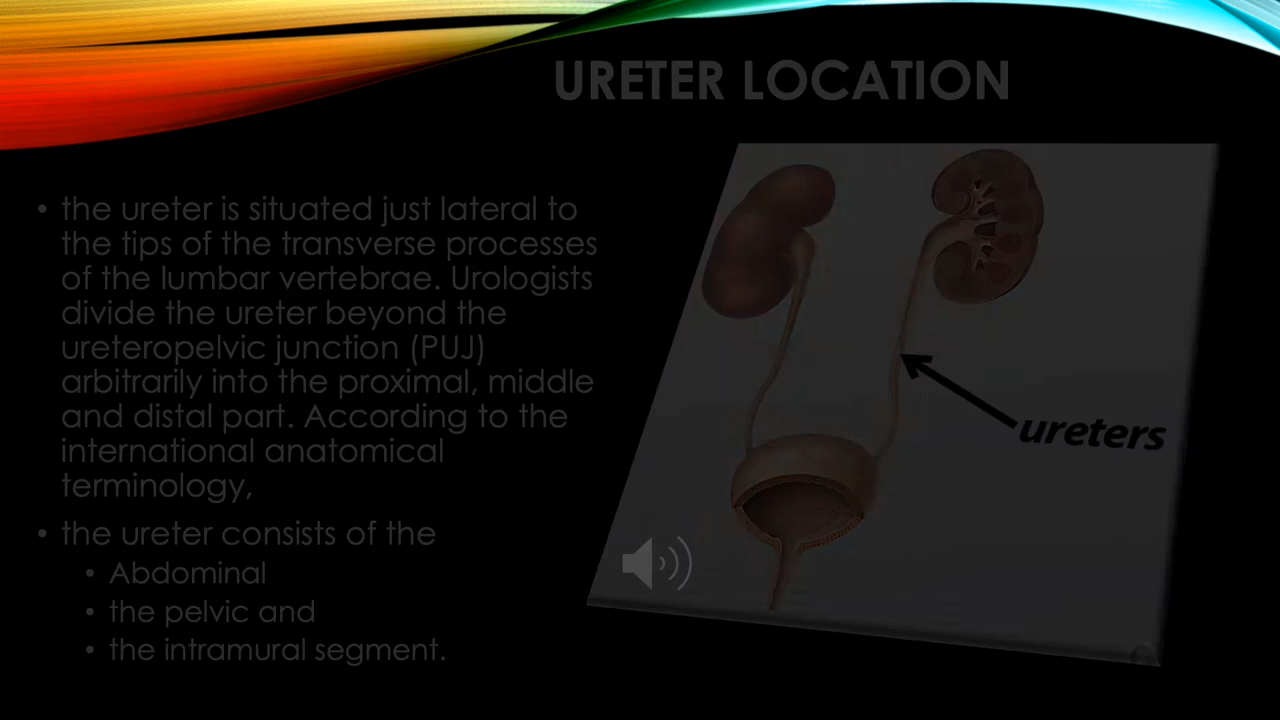 URETER LOCATION
• the ureter is situated just lateral to
the tips of the transverse processes
of the lumbar vertebrae. Urologists
divide the ureter beyond the
ureteropelvic junction (PUJ)
arbitrarily into the proximal, middle
and distal part. According to the
international anatomical
terminology,
• the ureter consists of the
• Abdominal
• the pelvic and
• the intramural segment.
ureters